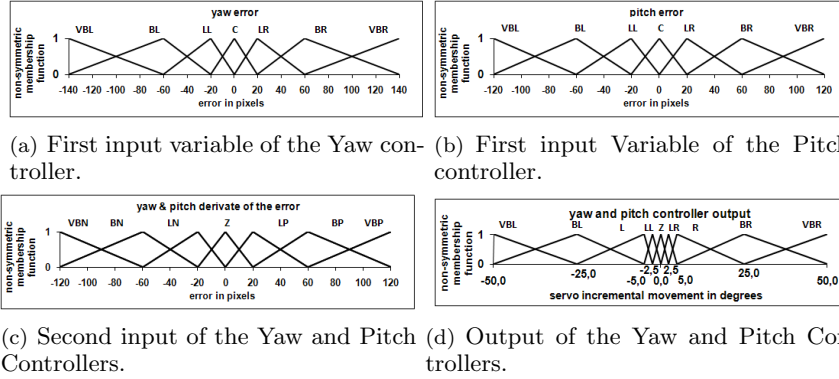 yaw error
VBL BL LL C LR BR VBR
non-symmetric membership function
1
0
-140 -120 -100 -80 -60 -40 -20 0 20 40 60 80 100 120 140
error in pixels
pitch error
VBL BL LL C LR BR VBR
non-symmetric membership function
1
0
-120 -100 -80 -60 -40 -20 0 20 40 60 80 100 120
error in pixels
(a) First input variable of the Yaw con-
troller.
(b) First input Variable of the Pitch
controller.
yaw & pitch derivate of the error
VBN BN LN Z LP BP VBP
non-symmetric membership function
1
0
-120 -100 -80 -60 -40 -20 0 20 40 60 80 100 120
error in pixels
yaw and pitch controller output
VBL BL L LL Z LR R BR VBR
non-symmetric membership function
1
0
-50,0 -25,0 -5,0 -2,5 0,0 2,5 5,0 25,0 50,0
servo incremental movement in degrees
(c) Second input of the Yaw and Pitch
Controllers.
(d) Output of the Yaw and Pitch Con
trollers.